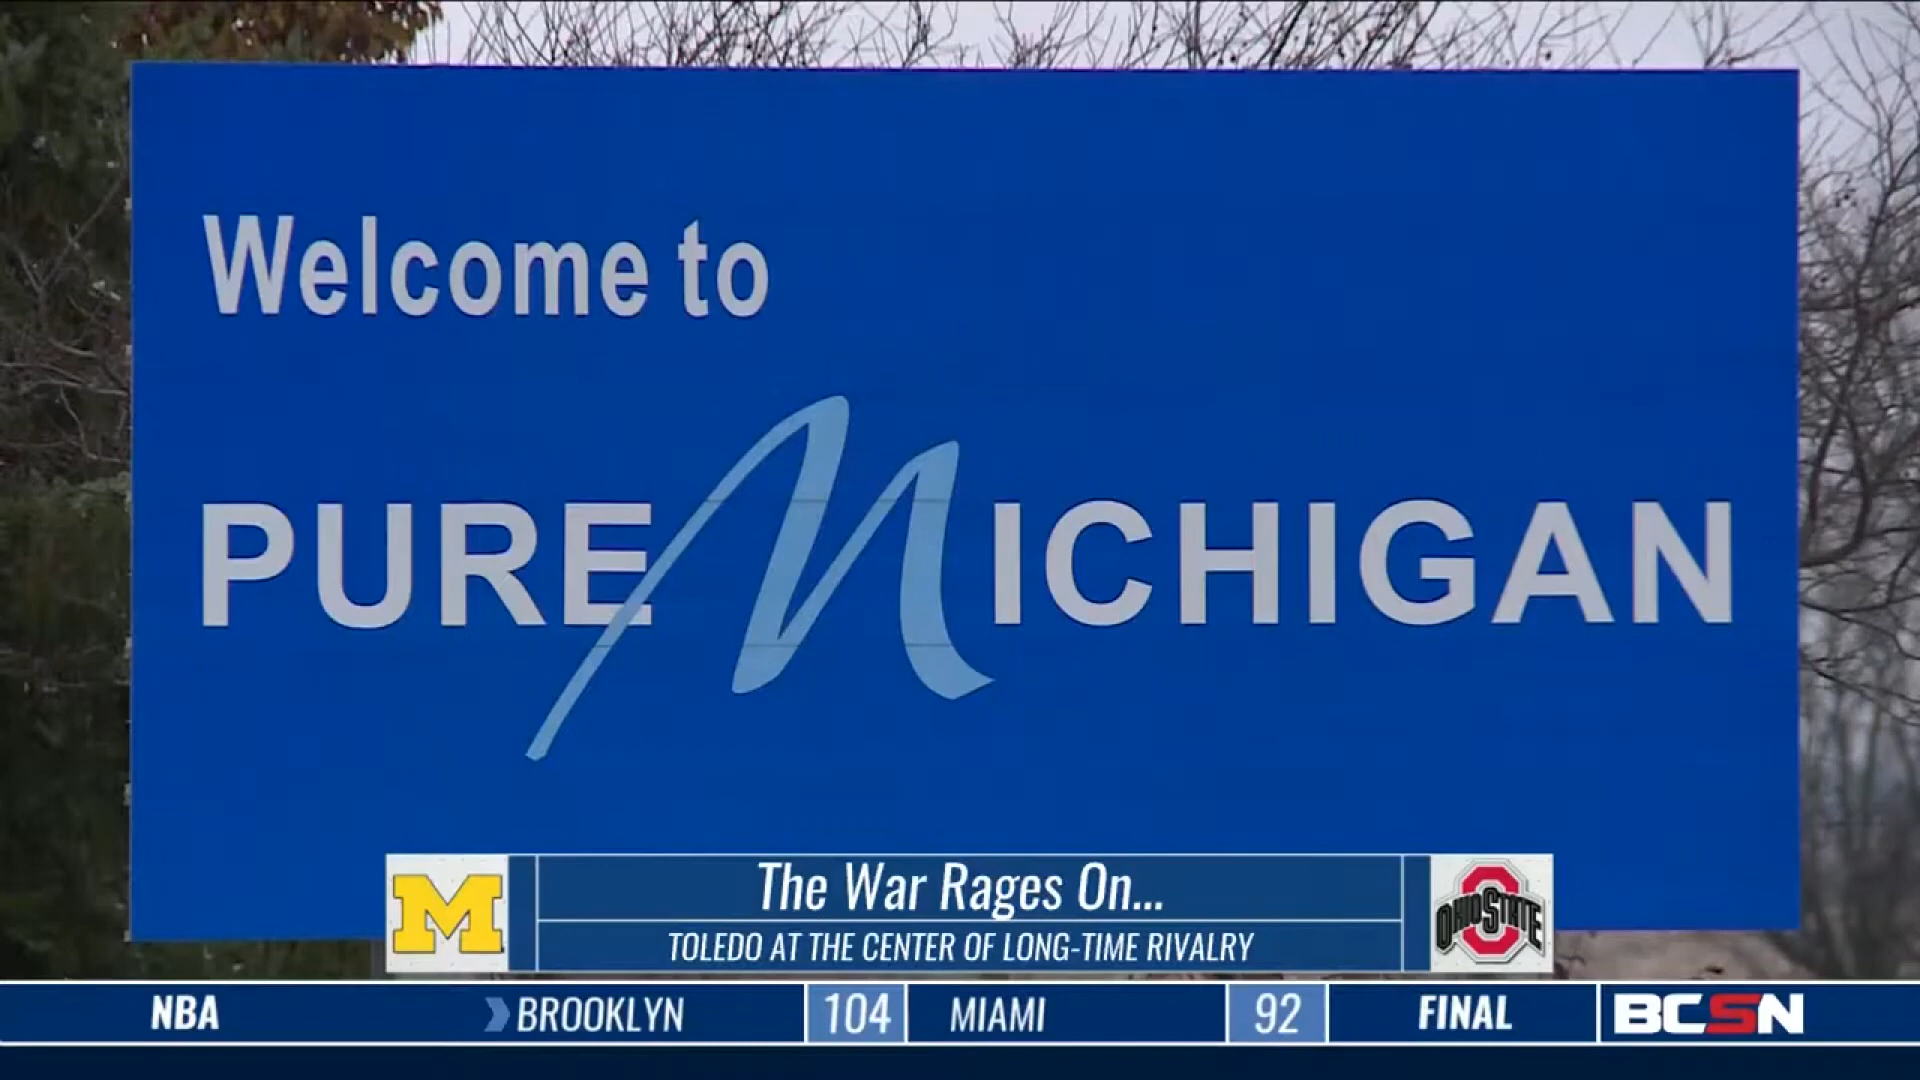 Welcome to
PURE MICHIGAN
M
The War Rages On...
TOLEDO AT THE CENTER OF LONG-TIME RIVALRY
OHIO STATE
NBA BROOKLYN 104 MIAMI 92 FINAL BCSN